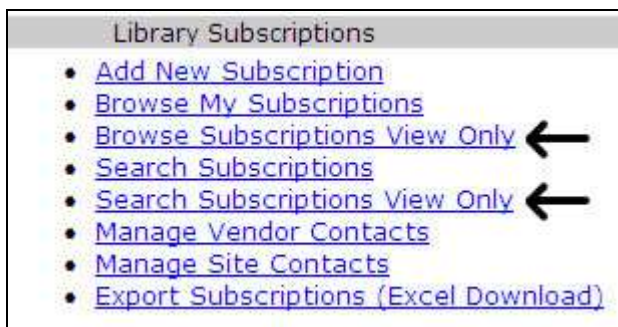 Library Subscriptions
Add New Subscription
Browse My Subscriptions
Browse Subscriptions View Only
Search Subscriptions
Search Subscriptions View Only
Manage Vendor Contacts
Manage Site Contacts
Export Subscriptions (Excel Download)